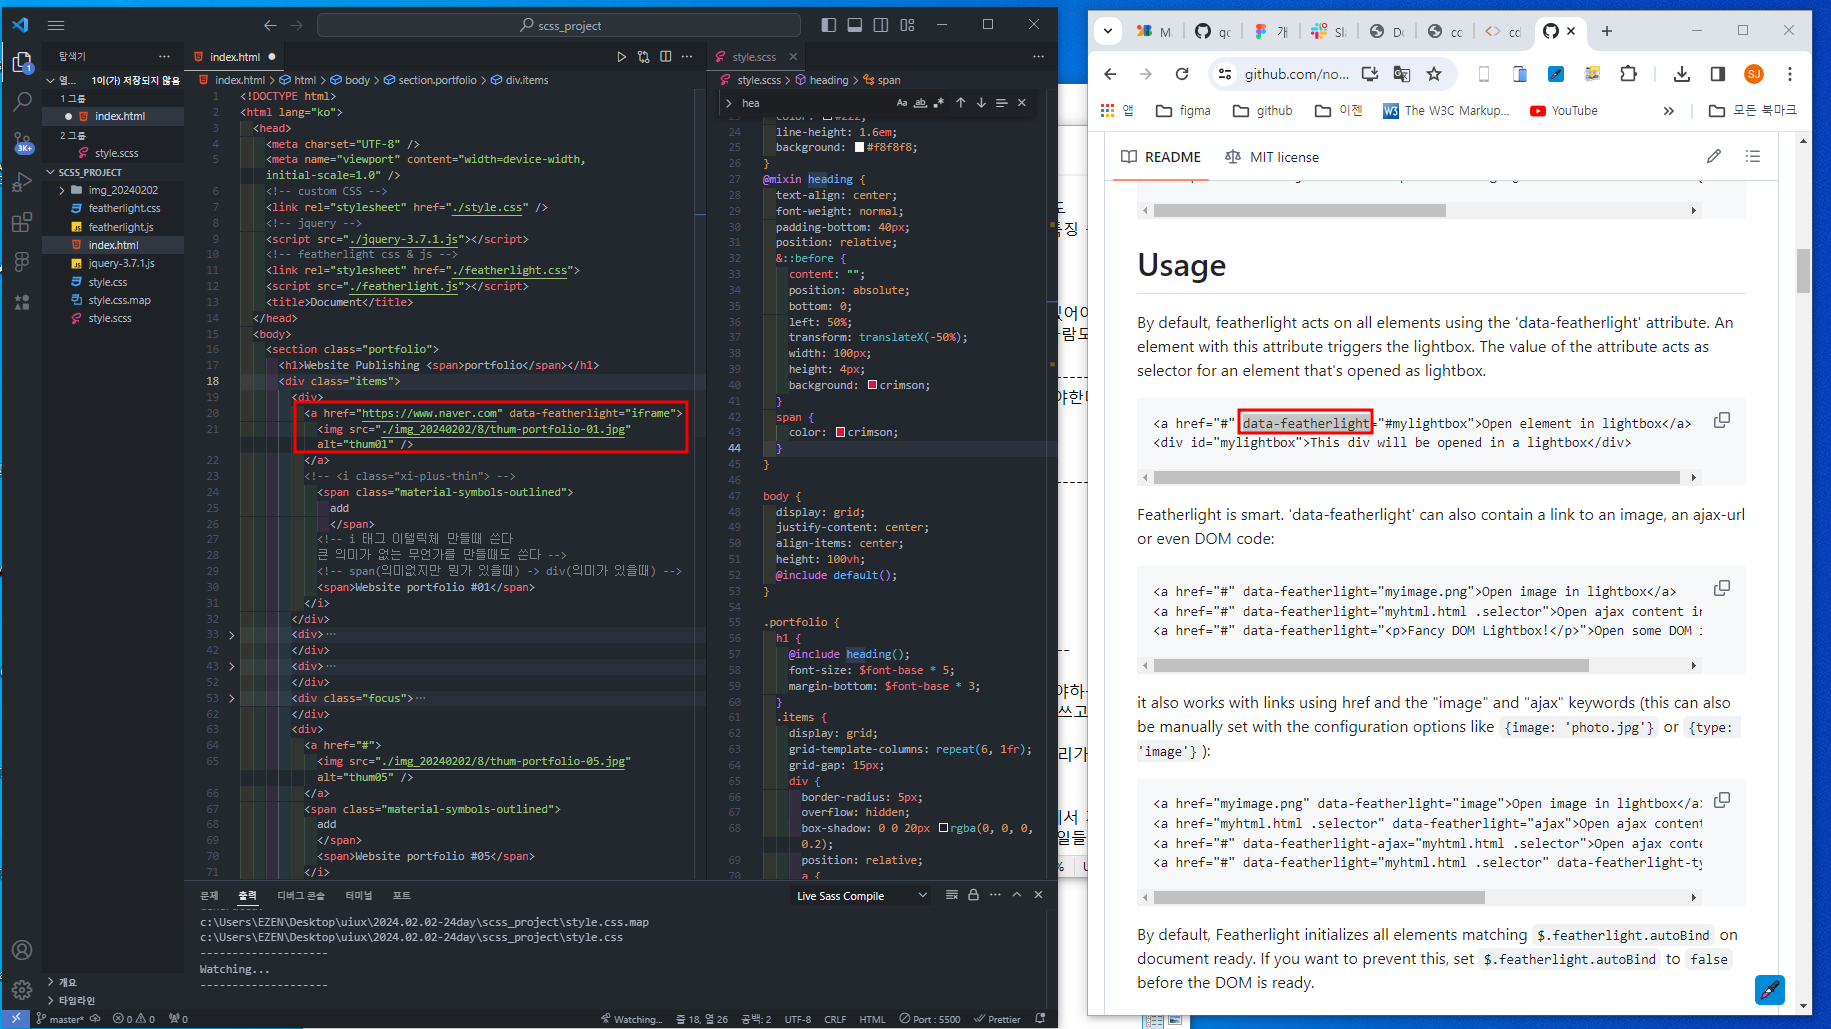 scss_project
탐색기
열...
1이(가) 저장되지 않음
1 그룹
index.html
2 그룹
style.scss
SCSS_PROJECT
img_20240202
featherlight.css
featherlight.js
index.html
jquery-3.7.1.js
style.css
style.css.map
style.scss
개요
타임라인
index.html
index.html > html > body > section.portfolio > div.items
1 <!DOCTYPE html>
2 <html lang="ko">
3 <head>
4 <meta charset="UTF-8" />
5 <meta name="viewport" content="width=device-width,
initial-scale=1.0" />
6 <!-- custom CSS -->
7 <link rel="stylesheet" href="./style.css" />
8 <!-- jquery -->
9 <script src="./jquery-3.7.1.js"></script>
10 <!-- featherlight css & js -->
11 <link rel="stylesheet" href="./featherlight.css">
12 <script src="./featherlight.js"></script>
13 <title>Document</title>
14 </head>
15 <body>
16 <section class="portfolio">
17 <h1>Website Publishing <span>portfolio</span></h1>
18 <div class="items">
19 <div>
20 <a href="https://www.naver.com" data-featherlight="iframe">
21 <img src="./img_20240202/8/thum-portfolio-01.jpg"
alt="thum01" />
22 </a>
23 <!-- <i class="xi-plus-thin"> -->
24 <span class="material-symbols-outlined">
25 add
26 </span>
27 <!-- i 태그 이텔릭체 만들때 쓴다
28 큰 의미가 없는 무언가를 만들때도 쓴다 -->
29 <!-- span(의미없지만 뭔가 있을때) -> div(의미가 있을때) -->
30 <span>Website portfolio #01</span>
31 </i>
32 </div>
33 <div>...
42 </div>
43 <div>...
52 </div>
53 <div class="focus">...
62 </div>
63 <div>
64 <a href="#">
65 <img src="./img_20240202/8/thum-portfolio-05.jpg"
alt="thum05" />
66 </a>
67 <span class="material-symbols-outlined">
68 add
69 </span>
70 <span>Website portfolio #05</span>
71 </i>
style.scss
style.scss > heading > span
hea
23 color: #222;
24 line-height: 1.6em;
25 background: #f8f8f8;
26 }
27 @mixin heading {
28 text-align: center;
29 font-weight: normal;
30 padding-bottom: 40px;
31 position: relative;
32 &::before {
33 content: "";
34 position: absolute;
35 bottom: 0;
36 left: 50%;
37 transform: translateX(-50%);
38 width: 100px;
39 height: 4px;
40 background: crimson;
41 }
42 span {
43 color: crimson;
44 }
45 }
46
47 body {
48 display: grid;
49 justify-content: center;
50 align-items: center;
51 height: 100vh;
52 @include default();
53 }
54
55 .portfolio {
56 h1 {
57 @include heading();
58 font-size: $font-base * 5;
59 margin-bottom: $font-base * 3;
60 }
61 .items {
62 display: grid;
63 grid-template-columns: repeat(6, 1fr);
64 grid-gap: 15px;
65 div {
66 border-radius: 5px;
67 overflow: hidden;
68 box-shadow: 0 0 20px rgba(0, 0, 0,
0.2);
69 position: relative;
70 a {
문제 출력 디버그 콘솔 터미널 포트
Live Sass Compile
c:\Users\EZEN\Desktop\uiux\2024.02.02-24day\scss_project\style.css.map
c:\Users\EZEN\Desktop\uiux\2024.02.02-24day\scss_project\style.css
--------------------
Watching...
--------------------
master* 0 0 0 Watching... 줄 18, 열 26 공백: 2 UTF-8 CRLF HTML Port : 5500 Prettier
github.com/no...
SJ
앱 figma github 이젠 The W3C Markup... YouTube 모든 북마크
README MIT license
Usage
By default, featherlight acts on all elements using the 'data-featherlight' attribute. An
element with this attribute triggers the lightbox. The value of the attribute acts as
selector for an element that's opened as lightbox.
<a href="#" data-featherlight="#mylightbox">Open element in lightbox</a>
<div id="mylightbox">This div will be opened in a lightbox</div>
Featherlight is smart. 'data-featherlight' can also contain a link to an image, an ajax-url
or even DOM code:
<a href="#" data-featherlight="myimage.png">Open image in lightbox</a>
<a href="#" data-featherlight="myhtml.html .selector">Open ajax content in
<a href="#" data-featherlight="<p>Fancy DOM Lightbox!</p>">Open some DOM i
it also works with links using href and the "image" and "ajax" keywords (this can also
be manually set with the configuration options like {image: 'photo.jpg'} or {type:
'image'} ):
<a href="myimage.png" data-featherlight="image">Open image in lightbox</a>
<a href="myhtml.html .selector" data-featherlight="ajax">Open ajax content
<a href="#" data-featherlight-ajax="myhtml.html .selector">Open ajax conte
<a href="#" data-featherlight="myhtml.html .selector" data-featherlight-ty
By default, Featherlight initializes all elements matching $.featherlight.autoBind on
document ready. If you want to prevent this, set $.featherlight.autoBind to false
before the DOM is ready.